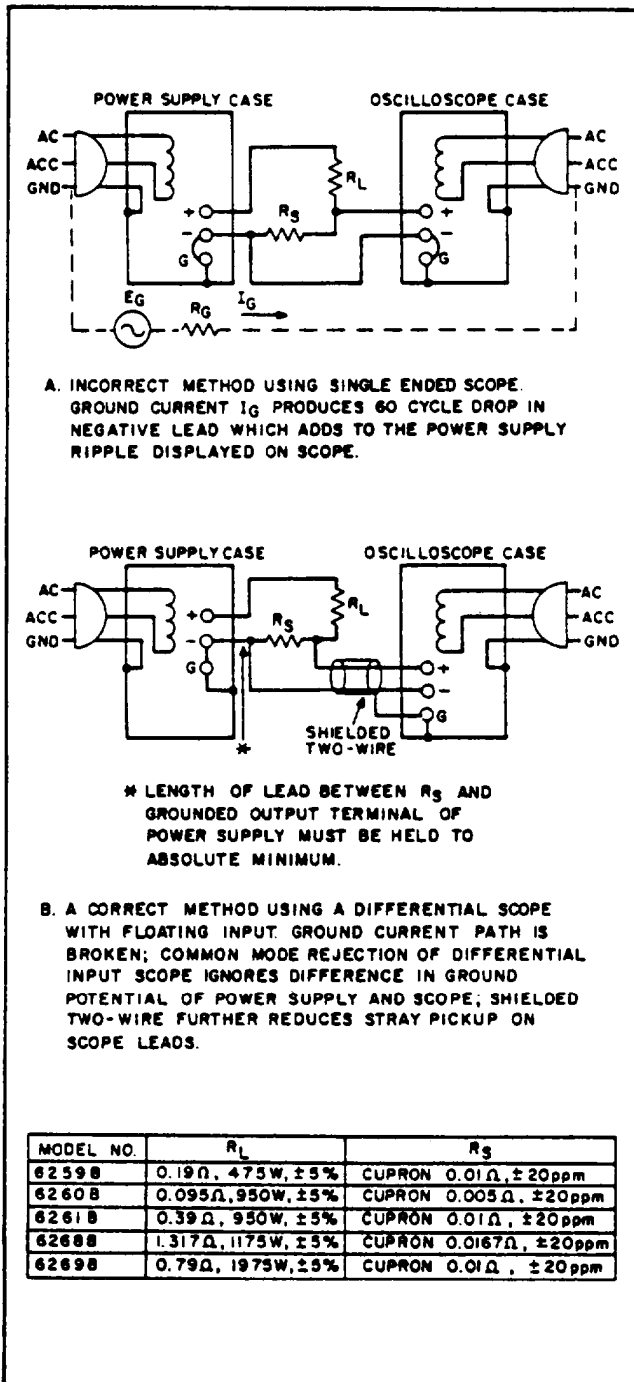 POWER SUPPLY CASE OSCILLOSCOPE CASE
AC AC
ACC ACC
GND GND
RL
RS
+ +
- -
G G
EG RG IG
A. INCORRECT METHOD USING SINGLE ENDED SCOPE.
GROUND CURRENT IG PRODUCES 60 CYCLE DROP IN
NEGATIVE LEAD WHICH ADDS TO THE POWER SUPPLY
RIPPLE DISPLAYED ON SCOPE.
POWER SUPPLY CASE OSCILLOSCOPE CASE
AC AC
ACC ACC
GND GND
RL
RS
+ +
- -
G G
SHIELDED
TWO-WIRE
*
* LENGTH OF LEAD BETWEEN RS AND
GROUNDED OUTPUT TERMINAL OF
POWER SUPPLY MUST BE HELD TO
ABSOLUTE MINIMUM.
B. A CORRECT METHOD USING A DIFFERENTIAL SCOPE
WITH FLOATING INPUT. GROUND CURRENT PATH IS
BROKEN; COMMON MODE REJECTION OF DIFFERENTIAL
INPUT SCOPE IGNORES DIFFERENCE IN GROUND
POTENTIAL OF POWER SUPPLY AND SCOPE; SHIELDED
TWO-WIRE FURTHER REDUCES STRAY PICKUP ON
SCOPE LEADS.
MODEL NO. RL RS
6259B 0.19Ω, 475W, ±5% CUPRON 0.01Ω, ±20ppm
6260B 0.095Ω, 950W, ±5% CUPRON 0.005Ω, ±20ppm
6261B 0.39Ω, 950W, ±5% CUPRON 0.01Ω, ±20ppm
6268B 1.317Ω, 1175W, ±5% CUPRON 0.0167Ω, ±20ppm
6269B 0.79Ω, 1975W, ±5% CUPRON 0.01Ω, ±20ppm